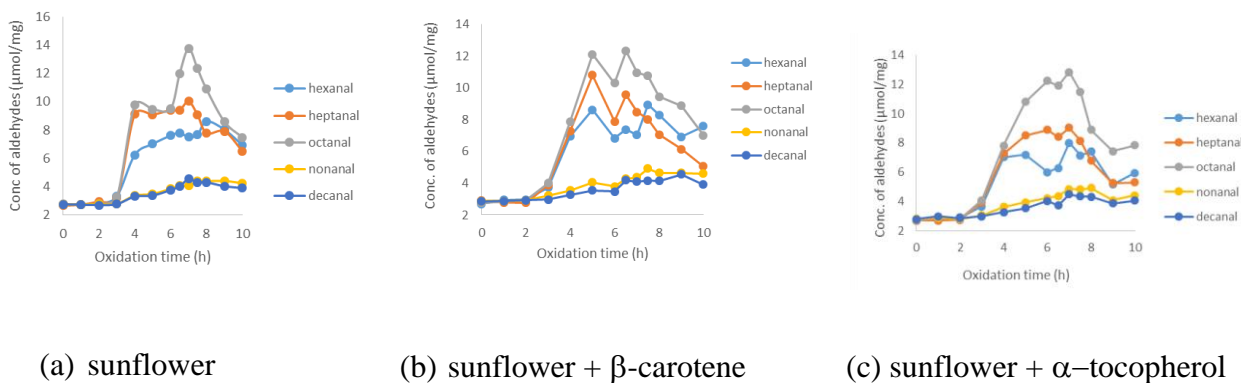 16
14
12
10
8
6
4
2
Conc of aldehydes (µmol/mg)
0 2 4 6 8 10
Oxidation time (h)
hexanal
heptanal
octanal
nonanal
decanal
14
12
10
8
6
4
2
Conc. of aldehydes (µmol/mg)
0 2 4 6 8 10
Oxidation time (h)
hexanal
heptanal
octanal
nonanal
decanal
14
12
10
8
6
4
2
Conc. of aldehydes (µmol/mg)
0 2 4 6 8 10
Oxidation time (h)
hexanal
heptanal
octanal
nonanal
decanal
(a) sunflower
(b) sunflower + β-carotene
(c) sunflower + α−tocopherol